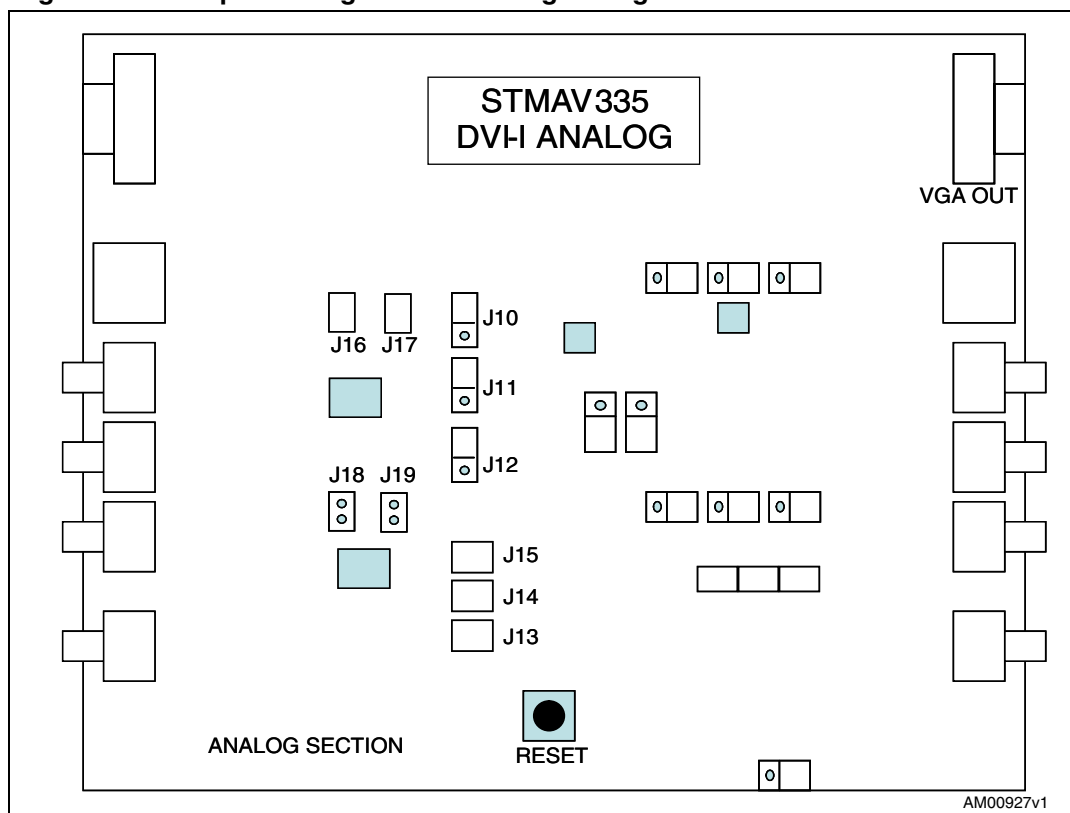 STMAV335
DVI-I ANALOG
VGA OUT
J10
J16 J17
J11
J12
J18 J19
J15
J14
J13
RESET
ANALOG SECTION
AM00927v1